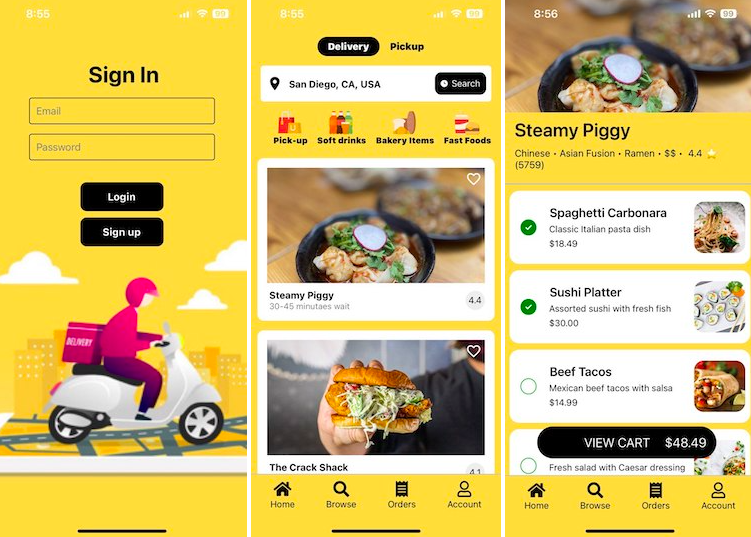 8:55
99
Sign In
Email
Password
Login
Sign up
DELIVERY
8:55
99
Delivery
Pickup
San Diego, CA, USA
Search
Pick-up
Soft drinks
Bakery Items
Fast Foods
Steamy Piggy
30-45 minutaes wait
4.4
The Crack Shack
4.1
Home
Browse
Orders
Account
8:56
99
Steamy Piggy
Chinese • Asian Fusion • Ramen • $$ • 4.4 ⭐
(5759)
Spaghetti Carbonara
Classic Italian pasta dish
$18.49
Sushi Platter
Assorted sushi with fresh fish
$30.00
Beef Tacos
Mexican beef tacos with salsa
$14.99
VIEW CART $48.49
Fresh salad with Caesar dressing
Home
Browse
Orders
Account